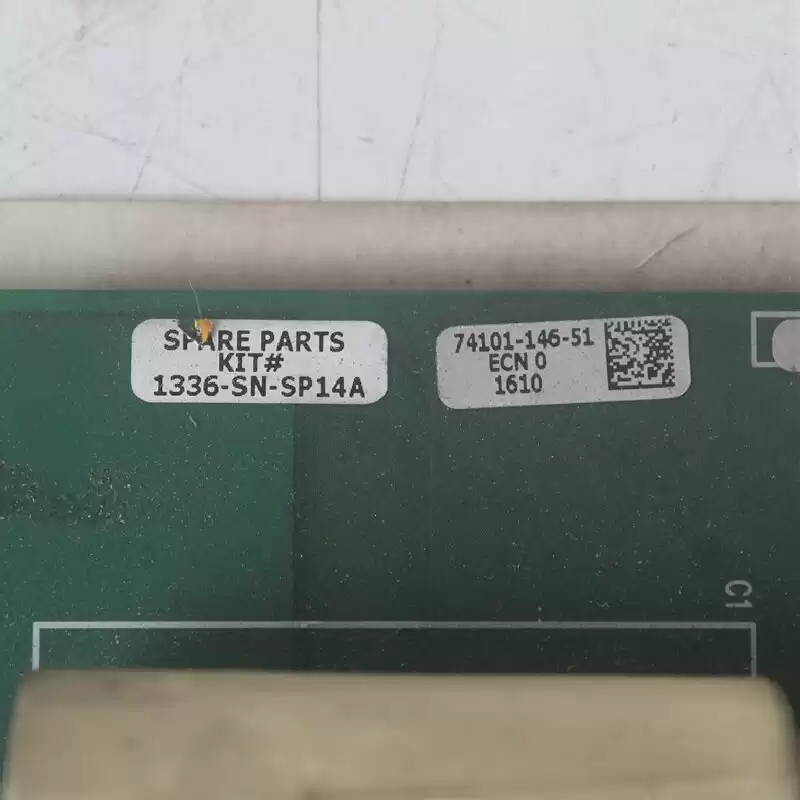 SPARE PARTS
KIT#
1336-SN-SP14A
74101-146-51
ECN 0
1610
C1